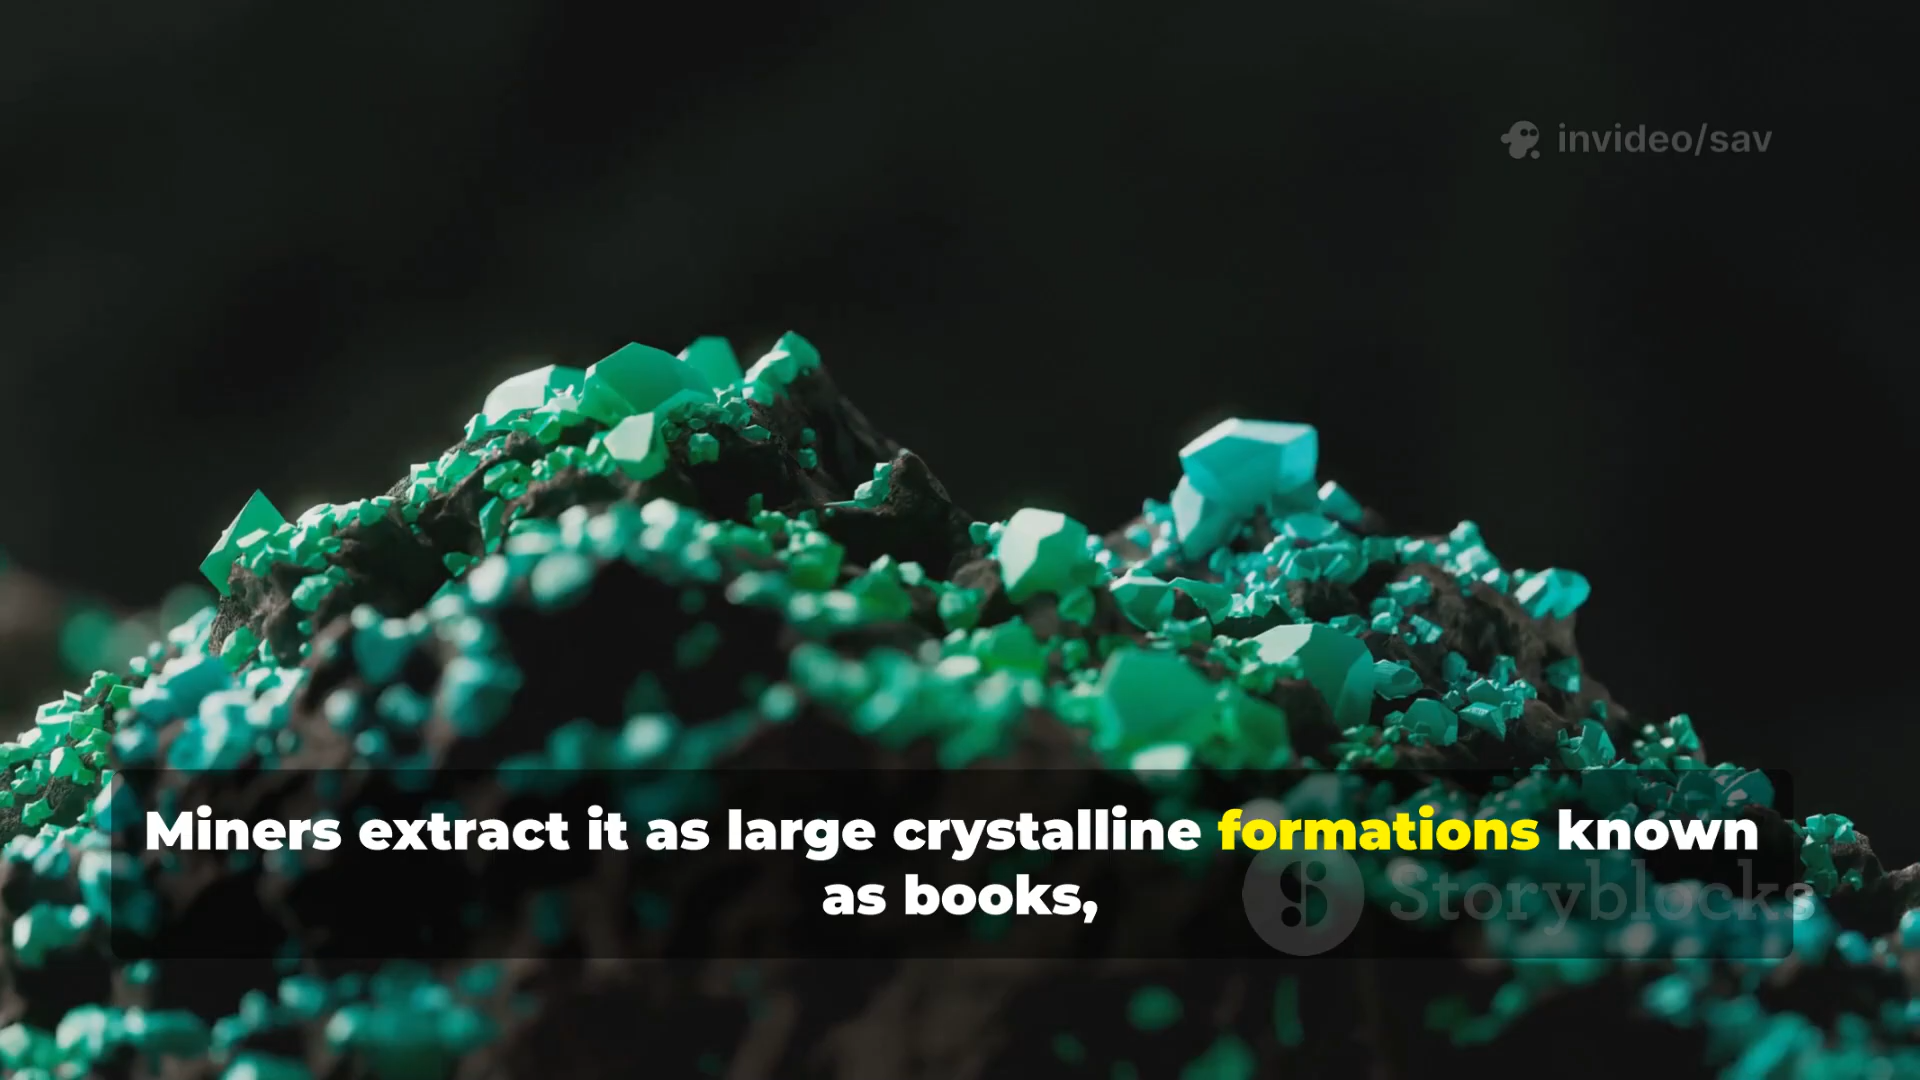 invideo/sav
Miners extract it as large crystalline formations known
as books,
Storyblocks